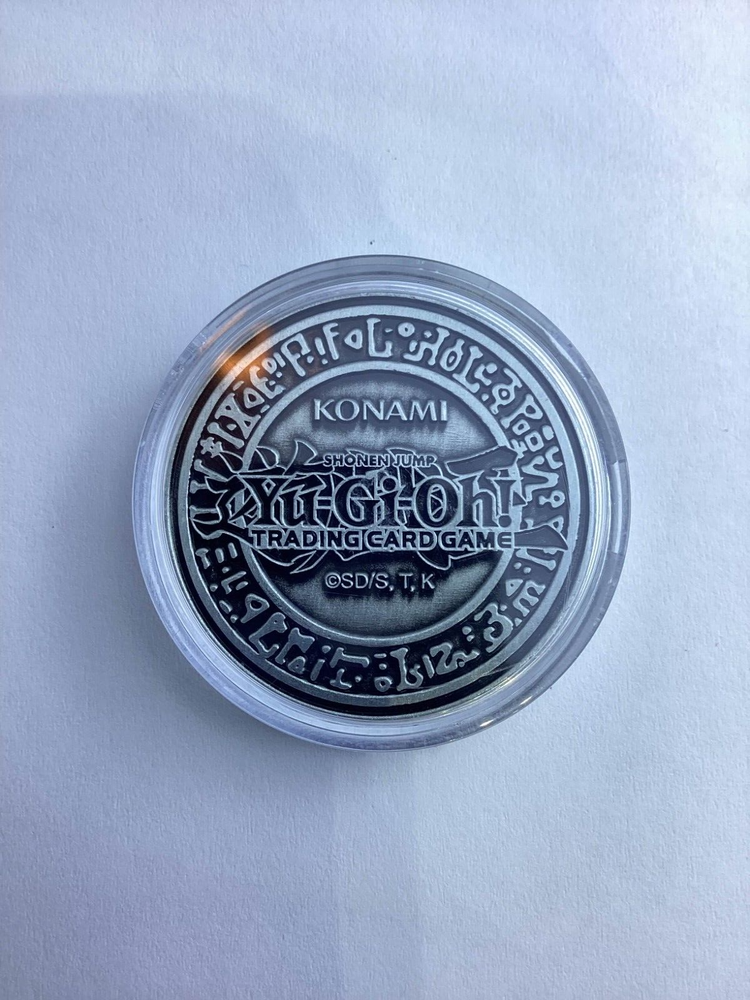 KONAMI
SHONEN JUMP
Yu-Gi-Oh!
TRADING CARD GAME
©SD/S, T, K